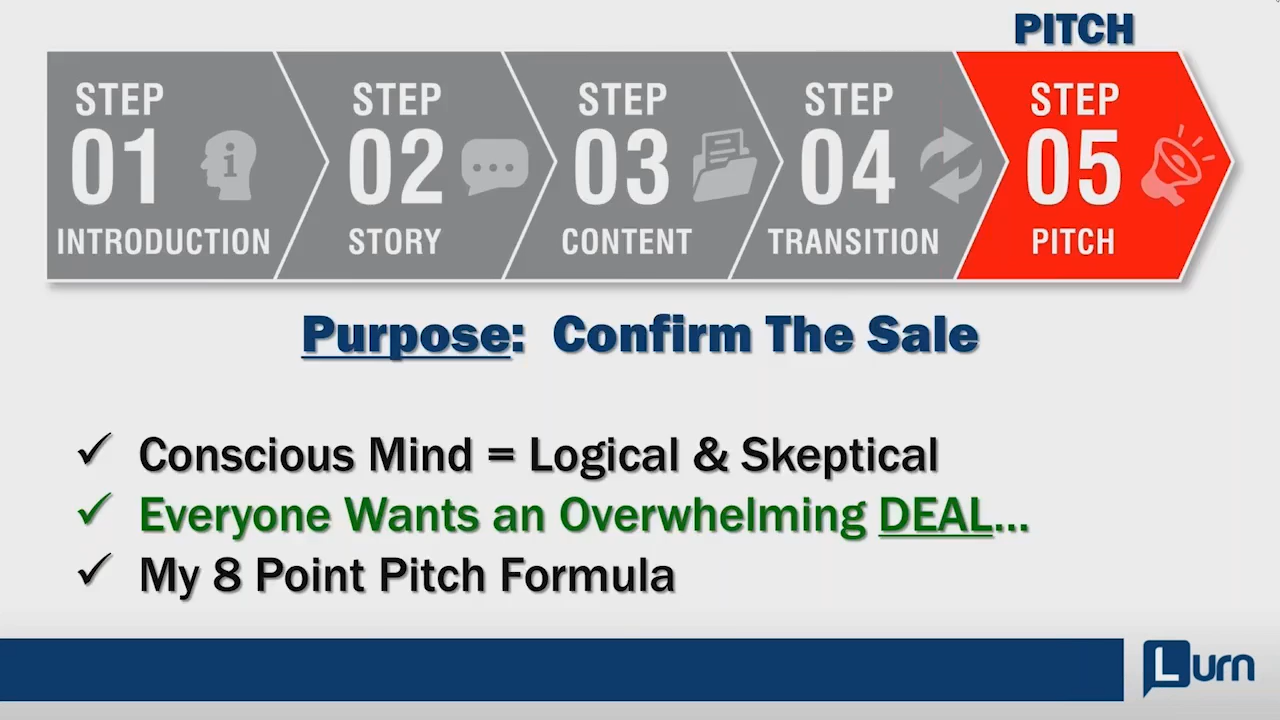 PITCH
STEP
01
INTRODUCTION
STEP
02
STORY
STEP
03
CONTENT
STEP
04
TRANSITION
STEP
05
PITCH
Purpose: Confirm The Sale
✓ Conscious Mind = Logical & Skeptical
✓ Everyone Wants an Overwhelming DEAL...
✓ My 8 Point Pitch Formula
Lurn